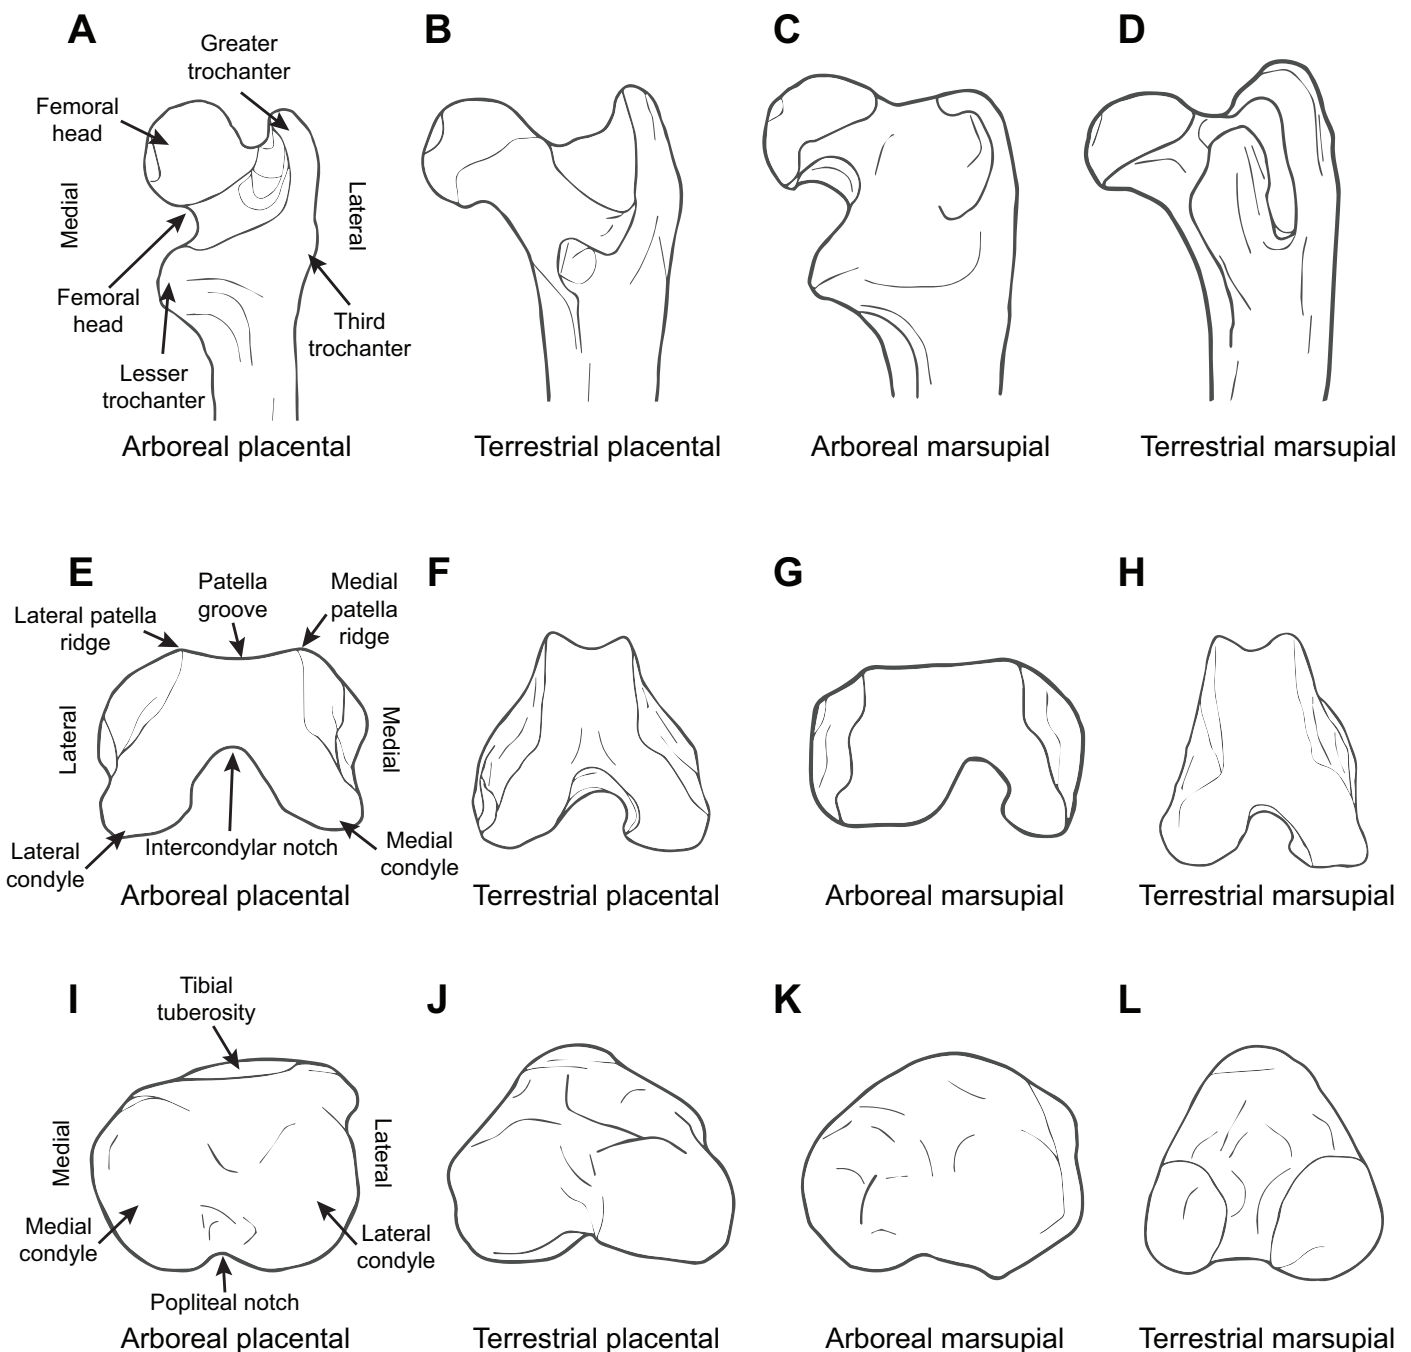 A
B
C
D
Greater
trochanter
Femoral
head
Medial
Lateral
Femoral
head
Third
trochanter
Lesser
trochanter
Arboreal placental
Terrestrial placental
Arboreal marsupial
Terrestrial marsupial
E
F
G
H
Lateral patella
ridge
Patella
groove
Medial
patella
ridge
Lateral
Medial
Lateral
condyle
Intercondylar notch
Medial
condyle
Arboreal placental
Terrestrial placental
Arboreal marsupial
Terrestrial marsupial
I
J
K
L
Tibial
tuberosity
Medial
Lateral
Medial
condyle
Lateral
condyle
Popliteal notch
Arboreal placental
Terrestrial placental
Arboreal marsupial
Terrestrial marsupial